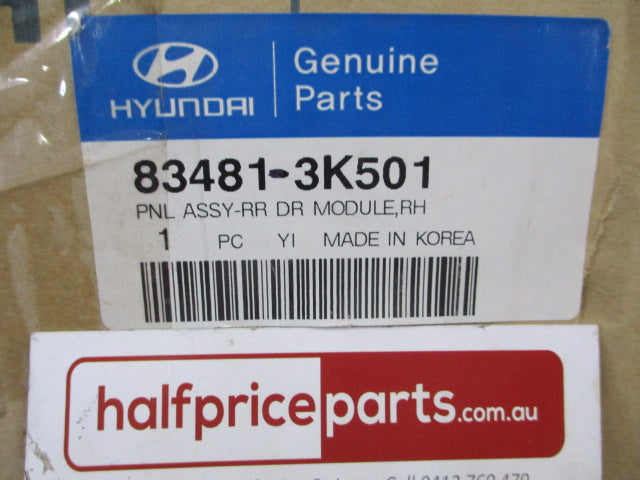 HYUNDAI
Genuine
Parts
83481-3K501
PNL ASSY-RR DR MODULE,RH
1 PC YI MADE IN KOREA
halfpriceparts.com.au